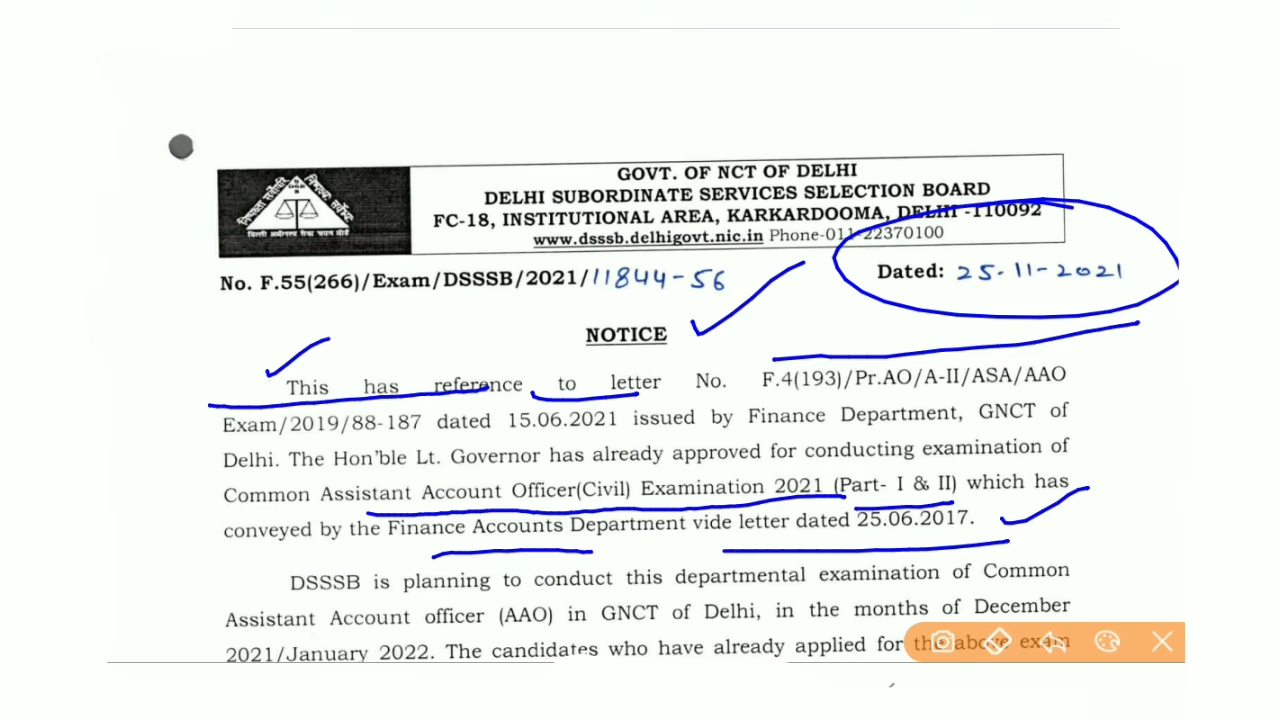 GOVT. OF NCT OF DELHI
DELHI SUBORDINATE SERVICES SELECTION BOARD
FC-18, INSTITUTIONAL AREA, KARKARDOOMA, DELHI -110092
www.dsssb.delhigovt.nic.in Phone-011-22370100
No. F.55(266)/Exam/DSSSB/2021/11844-56 Dated: 25-11-2021
NOTICE
This has reference to letter No. F.4(193)/Pr.AO/A-II/ASA/AAO
Exam/2019/88-187 dated 15.06.2021 issued by Finance Department, GNCT of
Delhi. The Hon'ble Lt. Governor has already approved for conducting examination of
Common Assistant Account Officer(Civil) Examination 2021 (Part- I & II) which has
conveyed by the Finance Accounts Department vide letter dated 25.06.2017.
DSSSB is planning to conduct this departmental examination of Common
Assistant Account officer (AAO) in GNCT of Delhi, in the months of December
2021/January 2022. The candidates who have already applied for the above exam